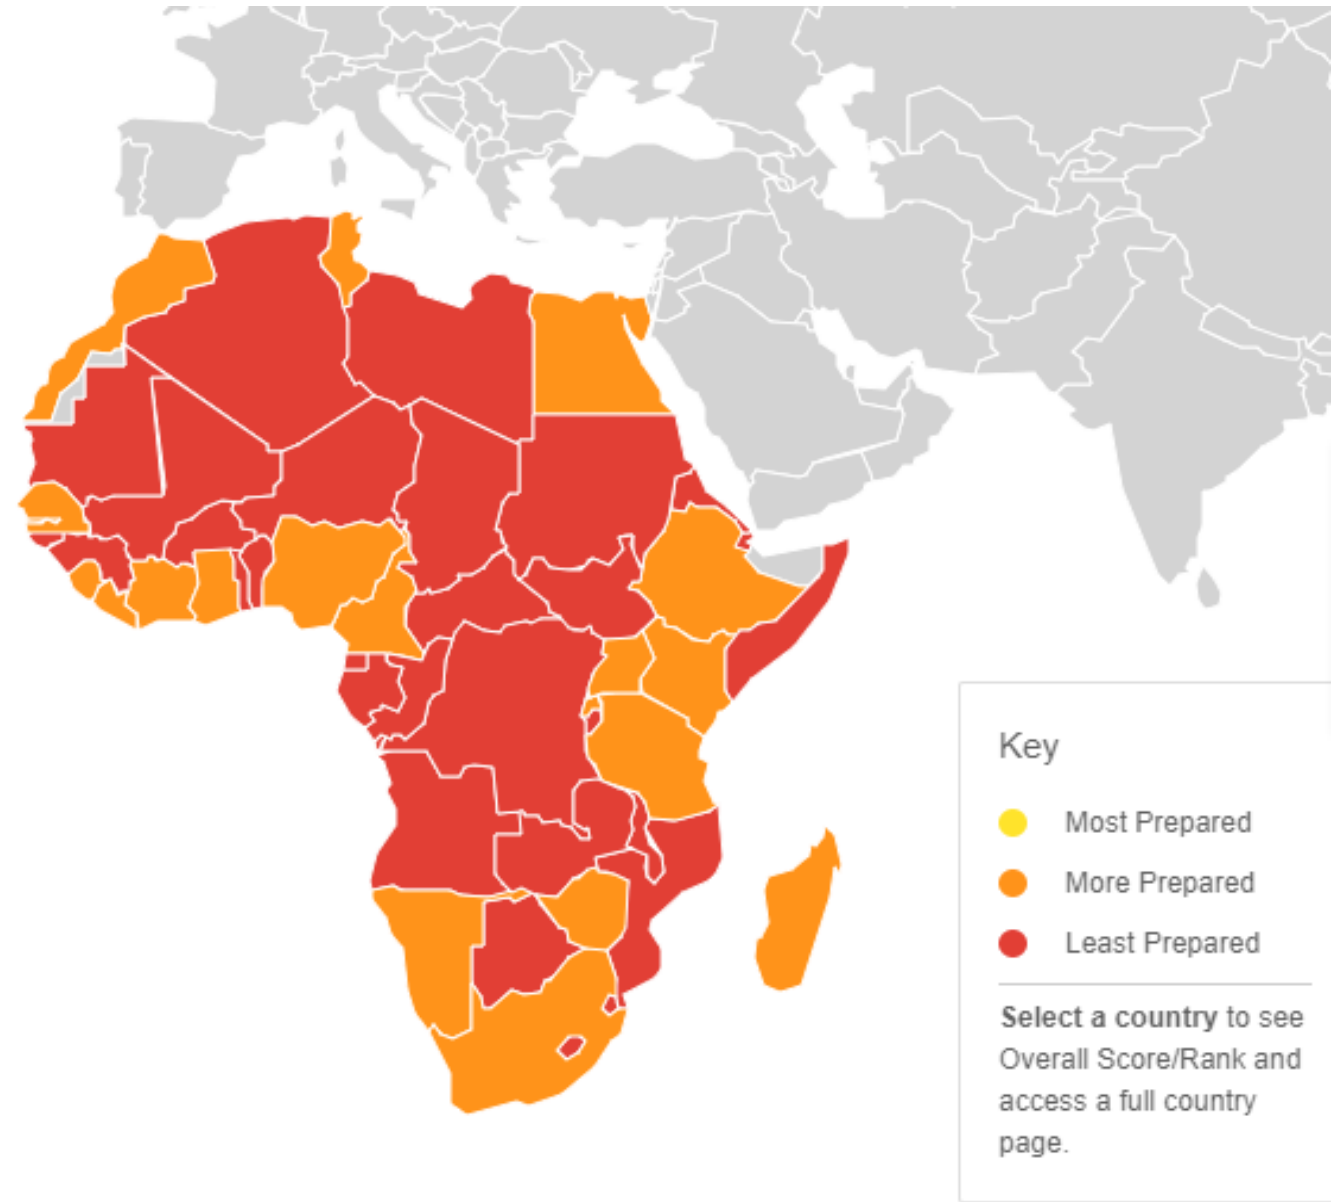 Key
Most Prepared
More Prepared
Least Prepared
Select a country to see
Overall Score/Rank and
access a full country
page.